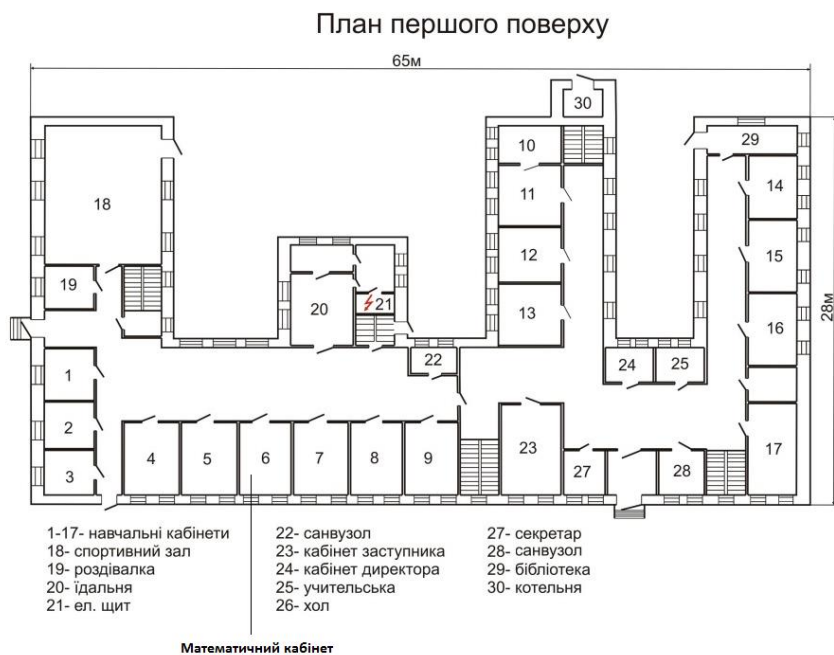 План першого поверху
65м
30
10
29
11
14
18
12
15
19
20
21
13
16
28м
22
24
25
1
2
3
4
5
6
7
8
9
23
27
28
17
1-17- навчальні кабінети
18- спортивний зал
19- роздівалка
20- їдальня
21- ел. щит
22- санвузол
23- кабінет заступника
24- кабінет директора
25- учительська
26- хол
27- секретар
28- санвузол
29- бібліотека
30- котельня
Математичний кабінет